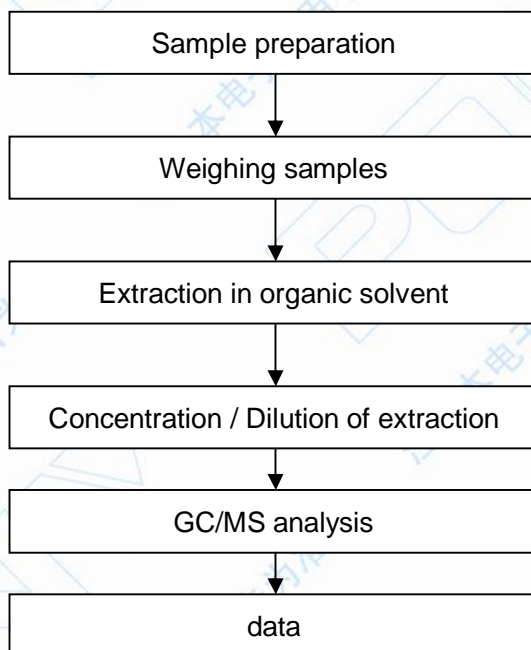 Sample preparation
Weighing samples
Extraction in organic solvent
Concentration / Dilution of extraction
GC/MS analysis
data